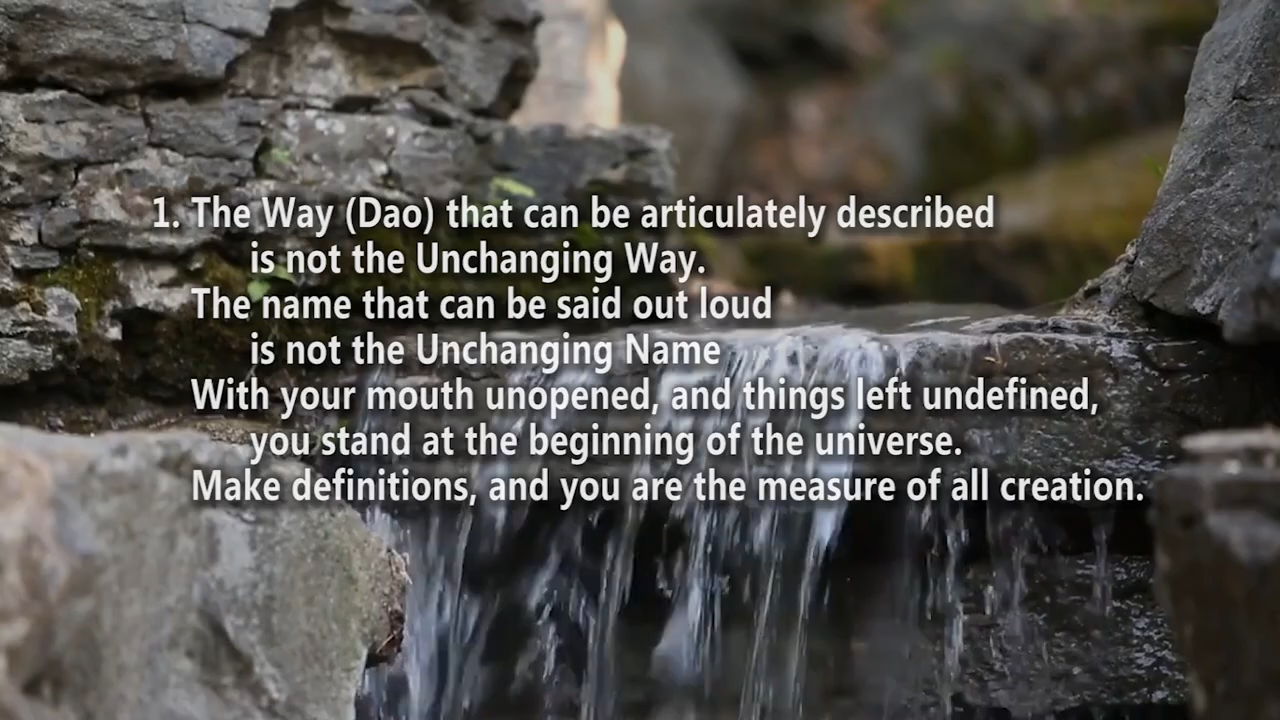 1. The Way (Dao) that can be articulately described
is not the Unchanging Way.
The name that can be said out loud
is not the Unchanging Name
With your mouth unopened, and things left undefined,
you stand at the beginning of the universe.
Make definitions, and you are the measure of all creation.